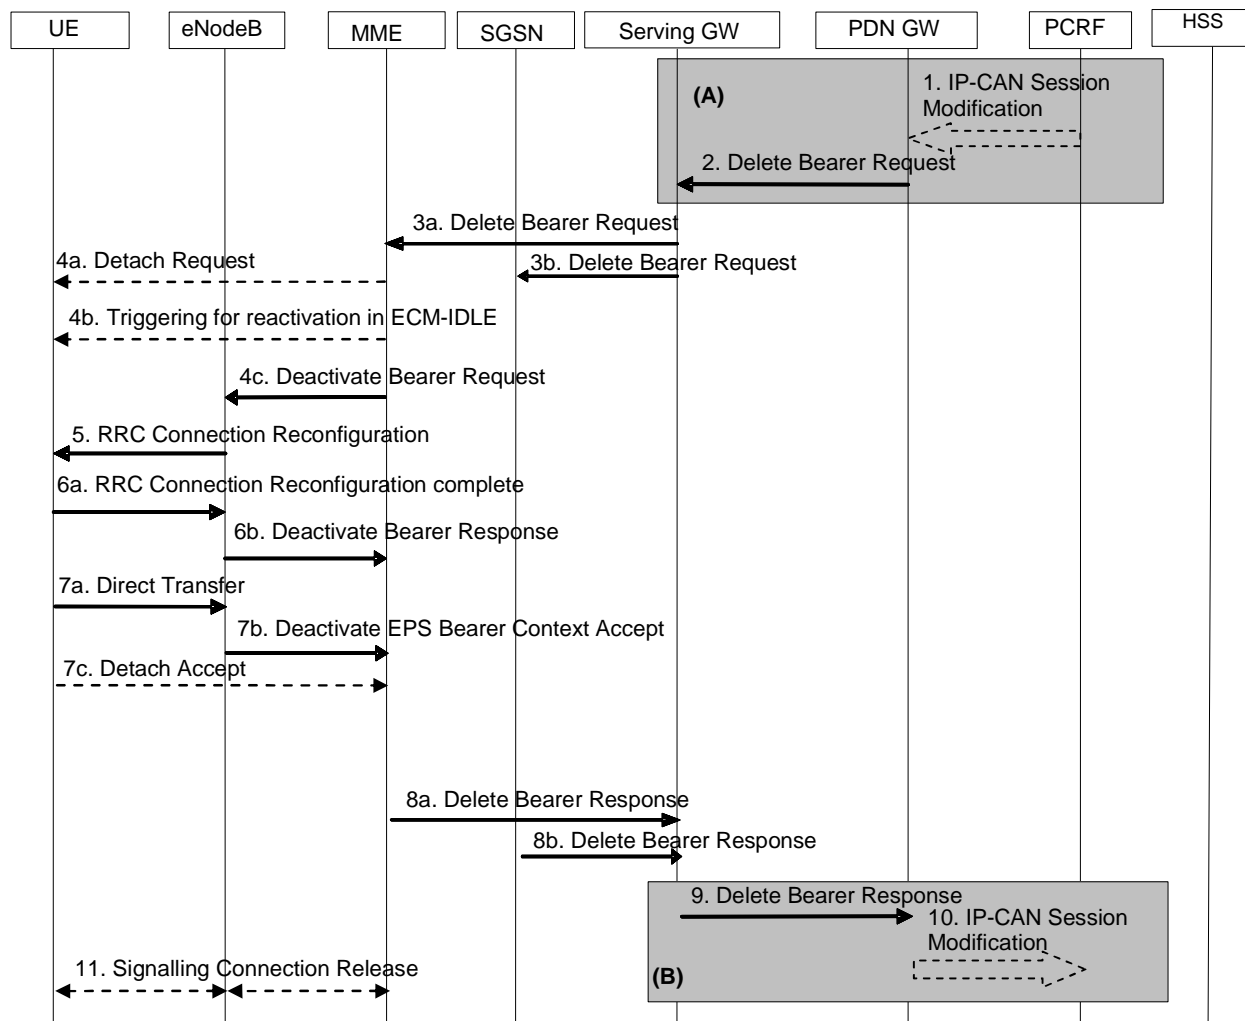 UE
eNodeB
MME
SGSN
Serving GW
PDN GW
PCRF
HSS
(A)
1. IP-CAN Session
Modification
2. Delete Bearer Request
3a. Delete Bearer Request
4a. Detach Request
3b. Delete Bearer Request
4b. Triggering for reactivation in ECM-IDLE
4c. Deactivate Bearer Request
5. RRC Connection Reconfiguration
6a. RRC Connection Reconfiguration complete
6b. Deactivate Bearer Response
7a. Direct Transfer
7b. Deactivate EPS Bearer Context Accept
7c. Detach Accept
8a. Delete Bearer Response
8b. Delete Bearer Response
9. Delete Bearer Response
10. IP-CAN Session
Modification
11. Signalling Connection Release
(B)